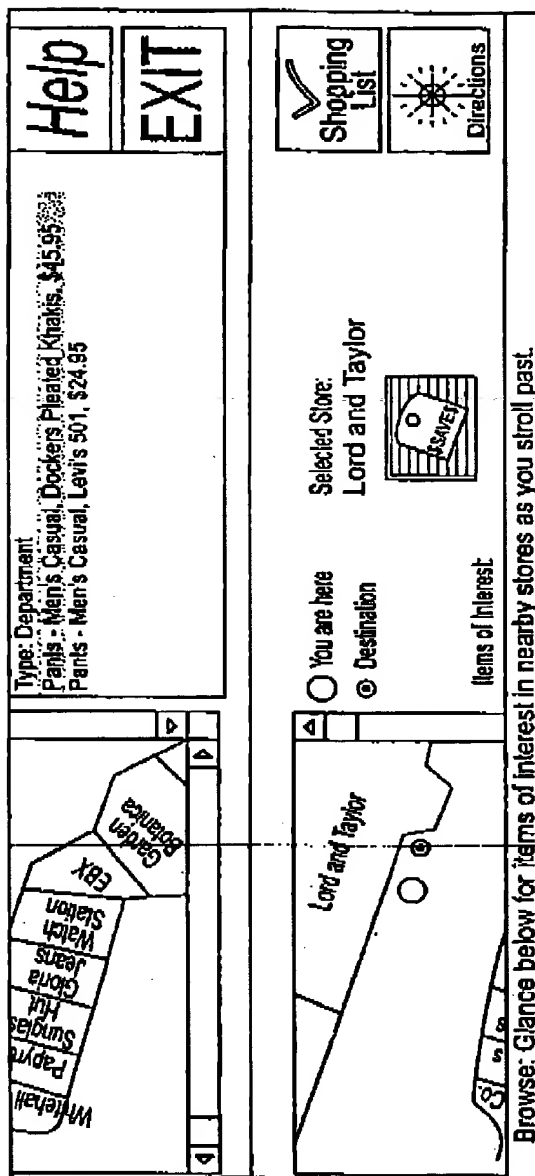 Whitehall
Sunglas
Hut
Gloria
Jeans
Watch
Station
EBX
Garden
Botanica
Type: Department
Pants - Men's Casual, Dockers Pleated Khakis, $45.95
Pants - Men's Casual, Levi's 501, $24.95
Help
EXIT
Lord and Taylor
You are here
Destination
Selected Store:
Lord and Taylor
$SAVE$
Items of Interest:
Shopping
List
Directions
Browse: Glance below for items of interest in nearby stores as you stroll past.